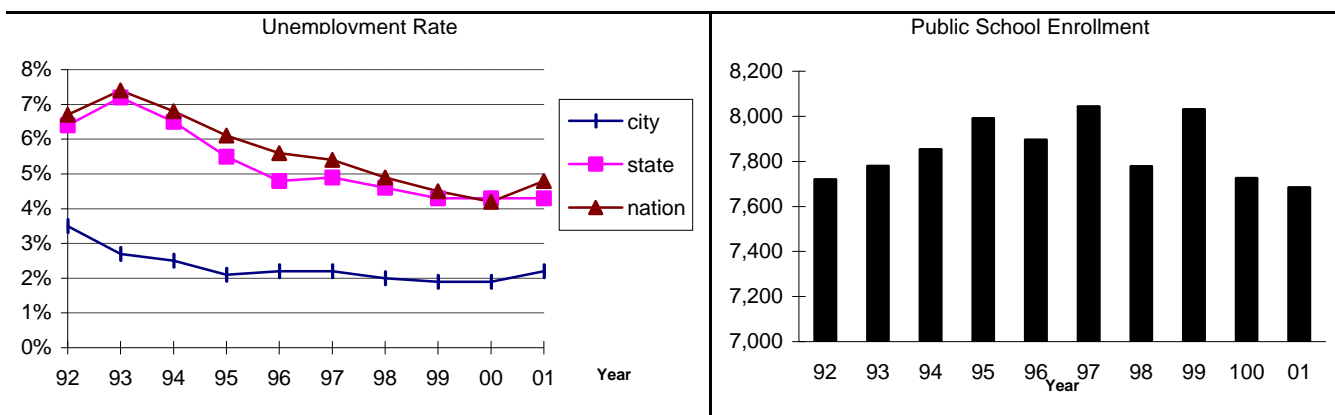 Unemployment Rate
8%
7%
6%
5%
4%
3%
2%
1%
0%
92 93 94 95 96 97 98 99 00 01 Year
city
state
nation
Public School Enrollment
8,200
8,000
7,800
7,600
7,400
7,200
7,000
92 93 94 95 96 97 98 99 100 01
Year